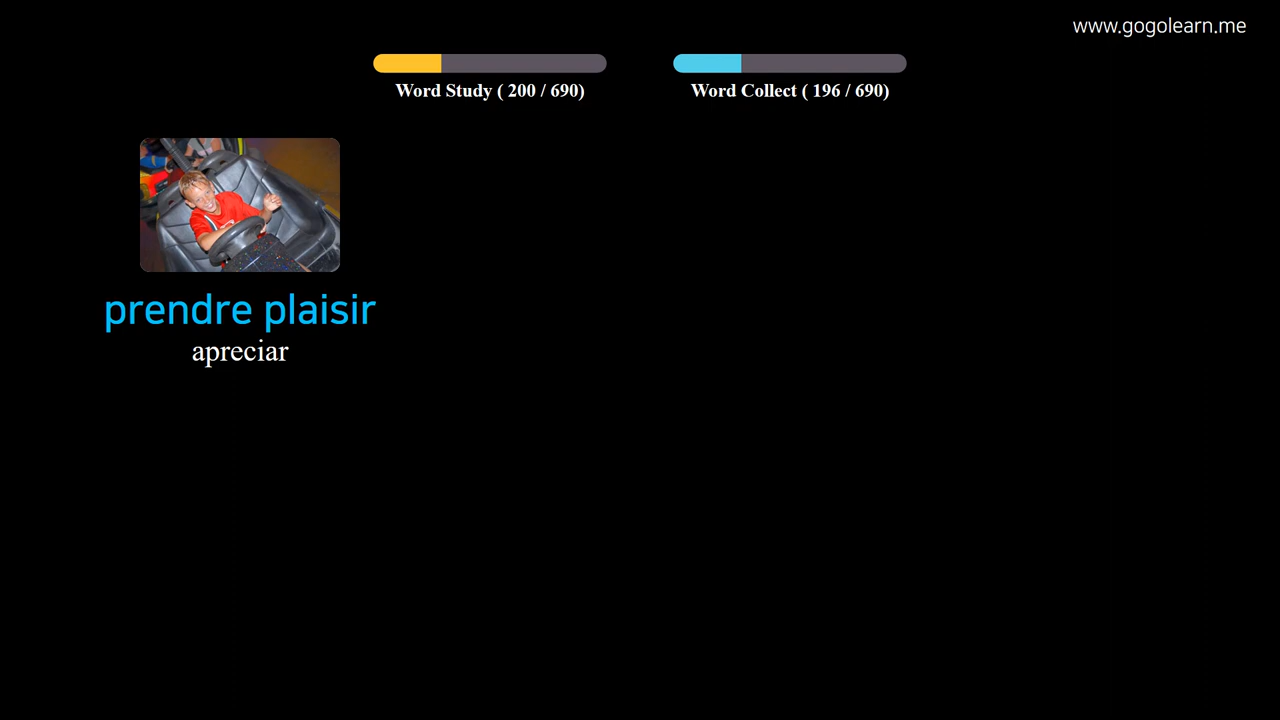 www.gogolearn.me
Word Study ( 200 / 690)
Word Collect ( 196 / 690)
prendre plaisir
apreciar